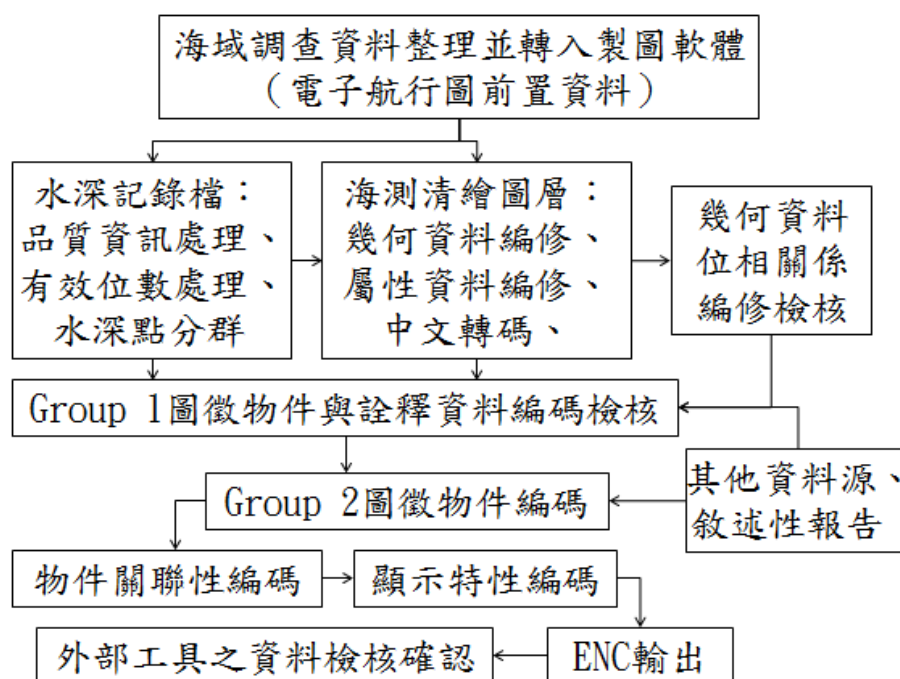 海域調查資料整理並轉入製圖軟體
（電子航行圖前置資料）
水深記錄檔：
品質資訊處理、
有效位數處理、
水深點分群
海測清繪圖層：
幾何資料編修、
屬性資料編修、
中文轉碼、
幾何資料
位相關係
編修檢核
Group 1圖徵物件與詮釋資料編碼檢核
其他資料源、
敘述性報告
Group 2圖徵物件編碼
物件關聯性編碼
顯示特性編碼
ENC輸出
外部工具之資料檢核確認